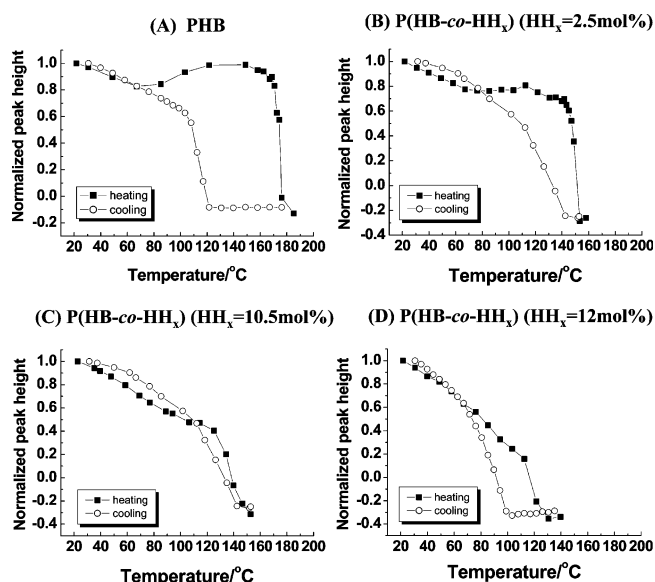 (A) PHB
Normalized peak height
1.0
0.8
0.6
0.4
0.2
0.0
-0.2
heating
cooling
0 20 40 60 80 100 120 140 160 180 200
Temperature/°C
(B) P(HB-co-HHx) (HHx=2.5mol%)
Normalized peak height
1.0
0.8
0.6
0.4
0.2
0.0
-0.2
-0.4
heating
cooling
0 20 40 60 80 100 120 140 160 180 200
Temperature/°C
(C) P(HB-co-HHx) (HHx=10.5mol%)
Normalized peak height
1.0
0.8
0.6
0.4
0.2
0.0
-0.2
-0.4
heating
cooling
0 20 40 60 80 100 120 140 160 180 200
Temperature/°C
(D) P(HB-co-HHx) (HHx=12mol%)
Normalized peak height
1.0
0.8
0.6
0.4
0.2
0.0
-0.2
-0.4
heating
cooling
0 20 40 60 80 100 120 140 160 180 200
Temperature/°C